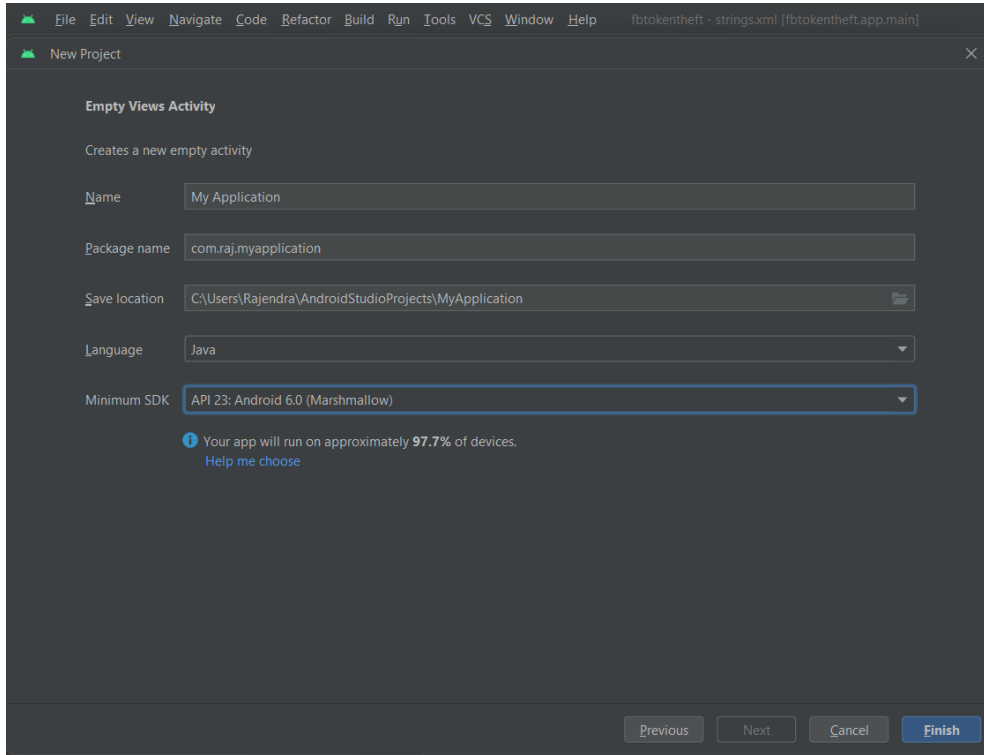 File Edit View Navigate Code Refactor Build Run Tools VCS Window Help fbtokentheft - strings.xml [fbtokentheft.app.main]
New Project
Empty Views Activity
Creates a new empty activity
Name My Application
Package name com.raj.myapplication
Save location C:\Users\Rajendra\AndroidStudioProjects\MyApplication
Language Java
Minimum SDK API 23: Android 6.0 (Marshmallow)
Your app will run on approximately 97.7% of devices.
Help me choose
Previous Next Cancel Finish